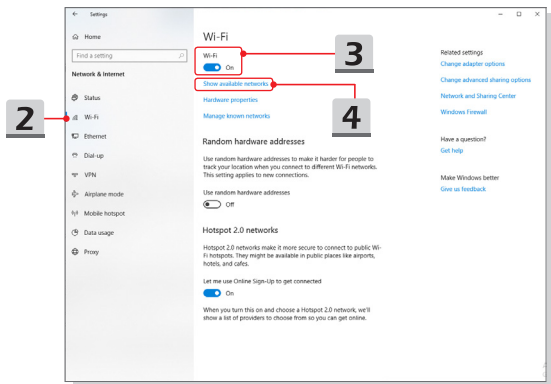 Settings
Home
Find a setting
Network & Internet
Status
Wi-Fi
Ethernet
Dial-up
VPN
Airplane mode
Mobile hotspot
Data usage
Proxy
2
Wi-Fi
Wi-Fi
On
3
Show available networks
4
Hardware properties
Manage known networks
Random hardware addresses
Use random hardware addresses to make it harder for people to
track your location when you connect to different Wi-Fi networks.
This setting applies to new connections.
Use random hardware addresses
Off
Hotspot 2.0 networks
Hotspot 2.0 networks make it more secure to connect to public Wi-
Fi hotspots. They might be available in public places like airports,
hotels, and cafes.
Let me use Online Sign-Up to get connected
On
When you turn this on and choose a Hotspot 2.0 network, we'll
show a list of providers to choose from so you can get online.
Related settings
Change adapter options
Change advanced sharing options
Network and Sharing Center
Windows Firewall
Have a question?
Get help
Make Windows better
Give us feedback